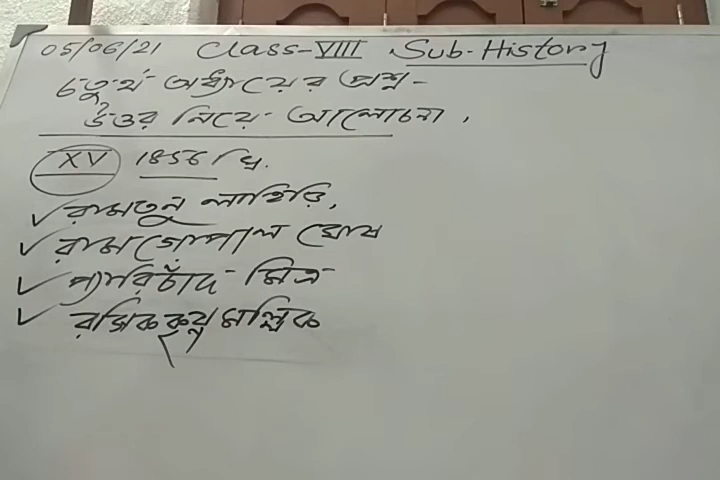 05/06/21 Class-VIII Sub-History
চতুর্থ অধ্যায়ের প্রশ্ন-
উত্তর নিয়ে আলোচনা,
XV 1856 খ্রি.
✓ রামতনু লাহিড়ি,
✓ রামগোপাল ঘোষ
✓ প্যারিচাঁদ মিত্র
✓ রসিককৃষ্ণ মল্লিক